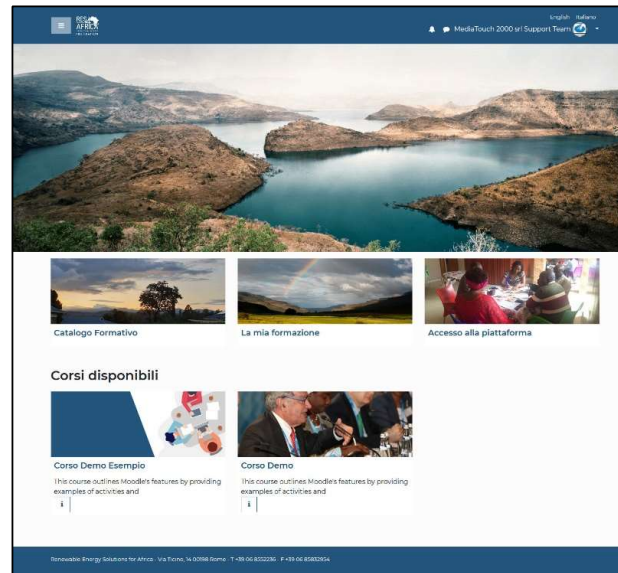 RES4
AFRICA
English Italiano
MediaTouch 2000 srl Support Team
Catalogo Formativo
La mia formazione
Accesso alla piattaforma
Corsi disponibili
Corso Demo Esempio
Corso Demo
This course outlines Moodle's features by providing
examples of activities and
i
This course outlines Moodle's features by providing
examples of activities and
i
Renewable Energy Solutions for Africa - Via Ticino, 14 00198 Rome - T +39 06 8552236 - F +39 06 85832954